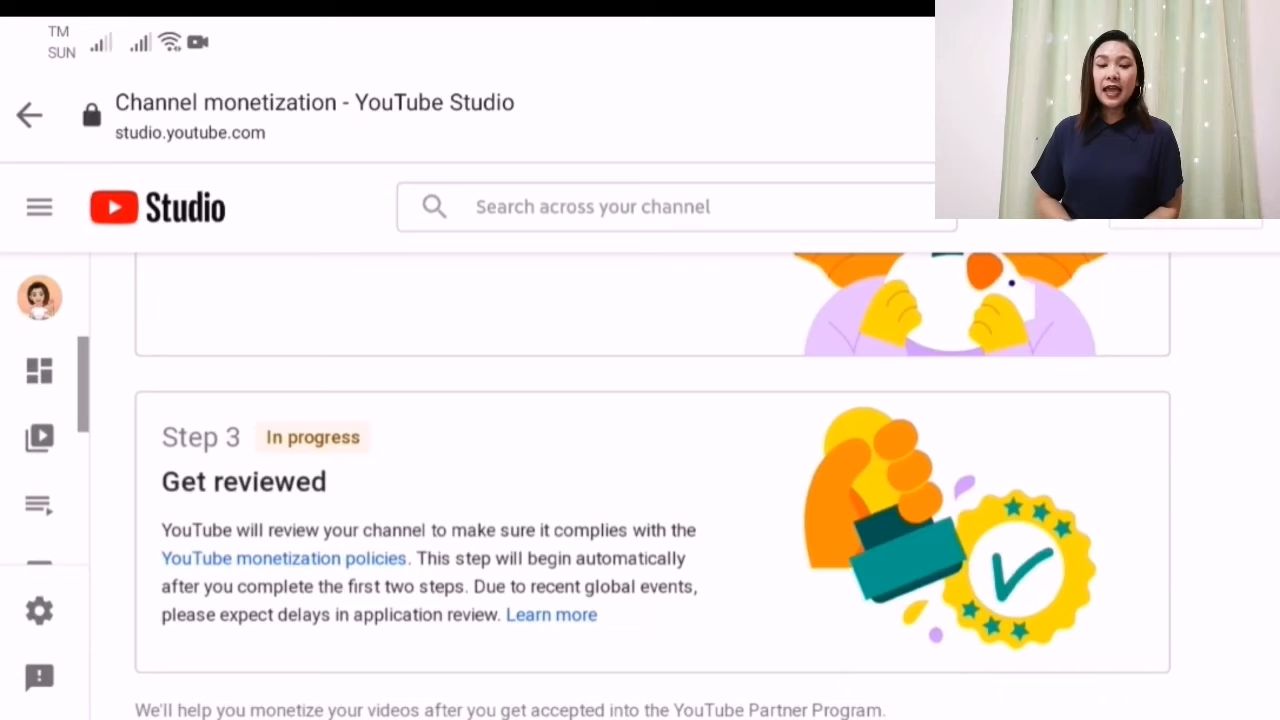 TM
SUN
Channel monetization - YouTube Studio
studio.youtube.com
Studio
Search across your channel
Step 3 In progress
Get reviewed
YouTube will review your channel to make sure it complies with the
YouTube monetization policies. This step will begin automatically
after you complete the first two steps. Due to recent global events,
please expect delays in application review. Learn more
We'll help you monetize your videos after you get accepted into the YouTube Partner Program.